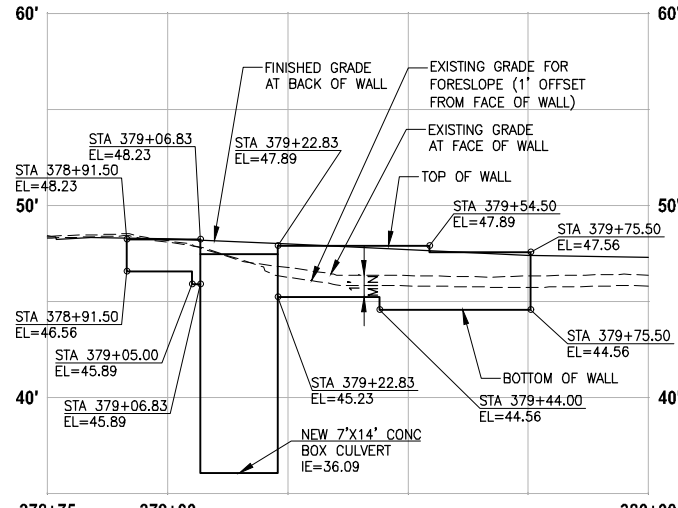 60'
60'
FINISHED GRADE
AT BACK OF WALL
EXISTING GRADE FOR
FORESLOPE (1' OFFSET
FROM FACE OF WALL)
EXISTING GRADE
AT FACE OF WALL
STA 379+06.83
EL=48.23
STA 379+22.83
EL=47.89
TOP OF WALL
STA 378+91.50
EL=48.23
50'
50'
STA 379+54.50
EL=47.89
STA 379+75.50
EL=47.56
1'
MIN
STA 378+91.50
EL=46.56
STA 379+05.00
EL=45.89
STA 379+75.50
EL=44.56
BOTTOM OF WALL
STA 379+22.83
EL=45.23
STA 379+44.00
EL=44.56
40'
40'
STA 379+06.83
EL=45.89
NEW 7'X14' CONC
BOX CULVERT
IE=36.09